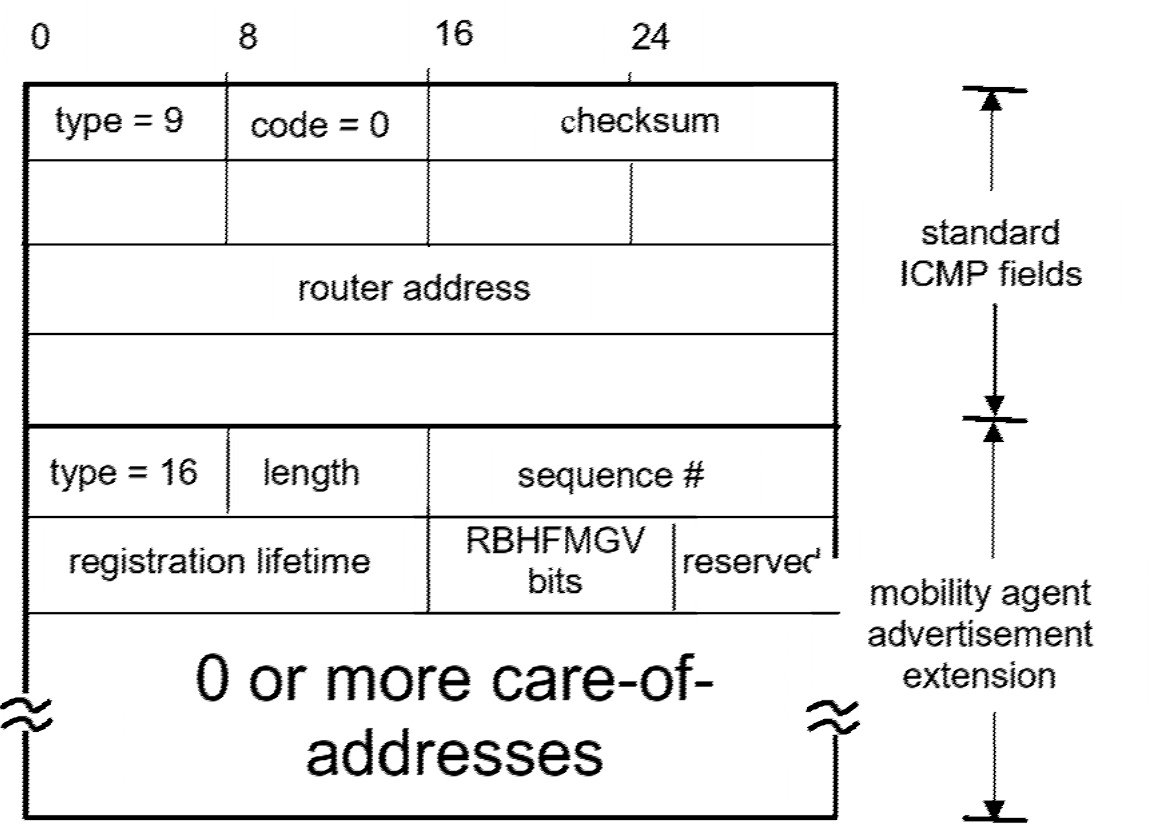 0 8 16 24
type = 9 code = 0 checksum
standard
ICMP fields
router address
type = 16 length sequence #
registration lifetime
RBHFMGV
bits
reserved
mobility agent
advertisement
extension
0 or more care-of-
addresses